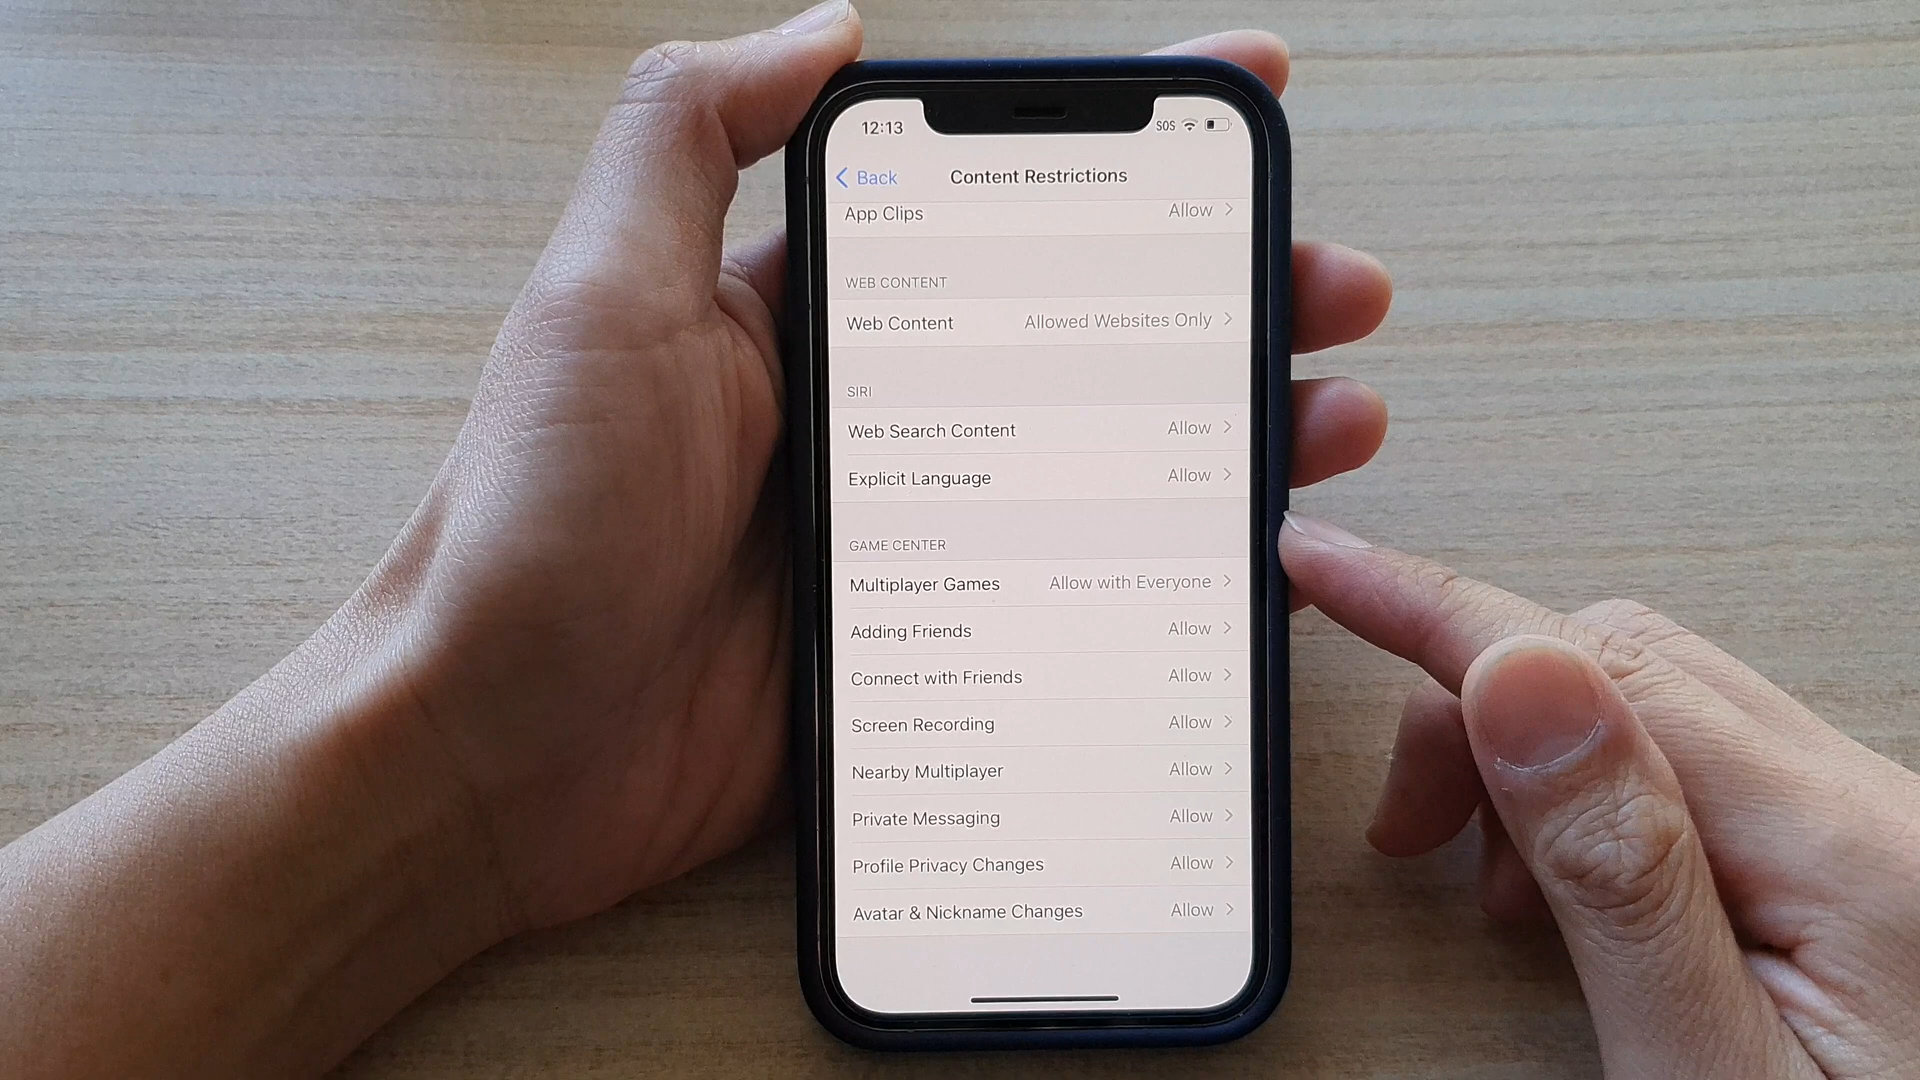 12:13 SOS
Back Content Restrictions
App Clips Allow
WEB CONTENT
Web Content Allowed Websites Only
SIRI
Web Search Content Allow
Explicit Language Allow
GAME CENTER
Multiplayer Games Allow with Everyone
Adding Friends Allow
Connect with Friends Allow
Screen Recording Allow
Nearby Multiplayer Allow
Private Messaging Allow
Profile Privacy Changes Allow
Avatar & Nickname Changes Allow